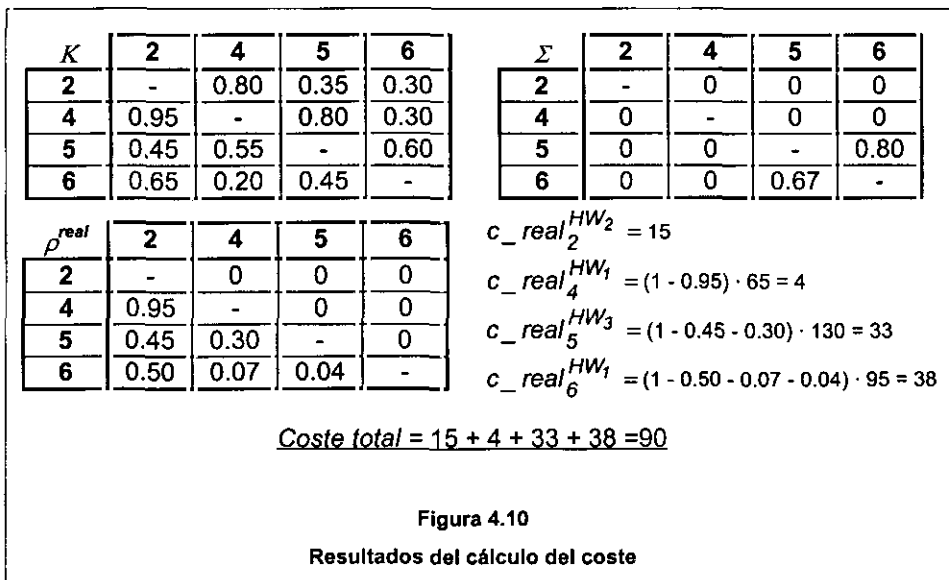 K 2 4 5 6
2 - 0.80 0.35 0.30
4 0.95 - 0.80 0.30
5 0.45 0.55 - 0.60
6 0.65 0.20 0.45 -
Σ 2 4 5 6
2 - 0 0 0
4 0 - 0 0
5 0 0 - 0.80
6 0 0 0.67 -
ρ^real 2 4 5 6
2 - 0 0 0
4 0.95 - 0 0
5 0.45 0.30 - 0
6 0.50 0.07 0.04 -
c_real_2^HW_2 = 15
c_real_4^HW_1 = (1 - 0.95) · 65 = 4
c_real_5^HW_3 = (1 - 0.45 - 0.30) · 130 = 33
c_real_6^HW_1 = (1 - 0.50 - 0.07 - 0.04) · 95 = 38
Coste total = 15 + 4 + 33 + 38 =90
Figura 4.10
Resultados del cálculo del coste